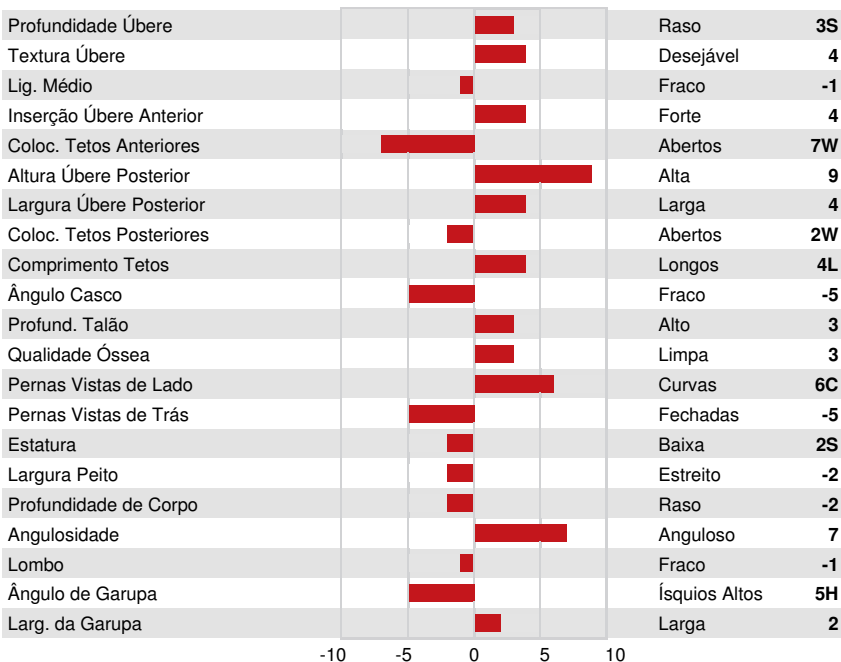 Profundidade Úbere Raso 3S
Textura Úbere Desejável 4
Lig. Médio Fraco -1
Inserção Úbere Anterior Forte 4
Coloc. Tetos Anteriores Abertos 7W
Altura Úbere Posterior Alta 9
Largura Úbere Posterior Larga 4
Coloc. Tetos Posteriores Abertos 2W
Comprimento Tetos Longos 4L
Ângulo Casco Fraco -5
Profund. Talão Alto 3
Qualidade Óssea Limpa 3
Pernas Vistas de Lado Curvas 6C
Pernas Vistas de Trás Fechadas -5
Estatura Baixa 2S
Largura Peito Estreito -2
Profundidade de Corpo Raso -2
Angulosidade Anguloso 7
Lombo Fraco -1
Ângulo de Garupa Ísquios Altos 5H
Larg. da Garupa Larga 2
-10 -5 0 5 10